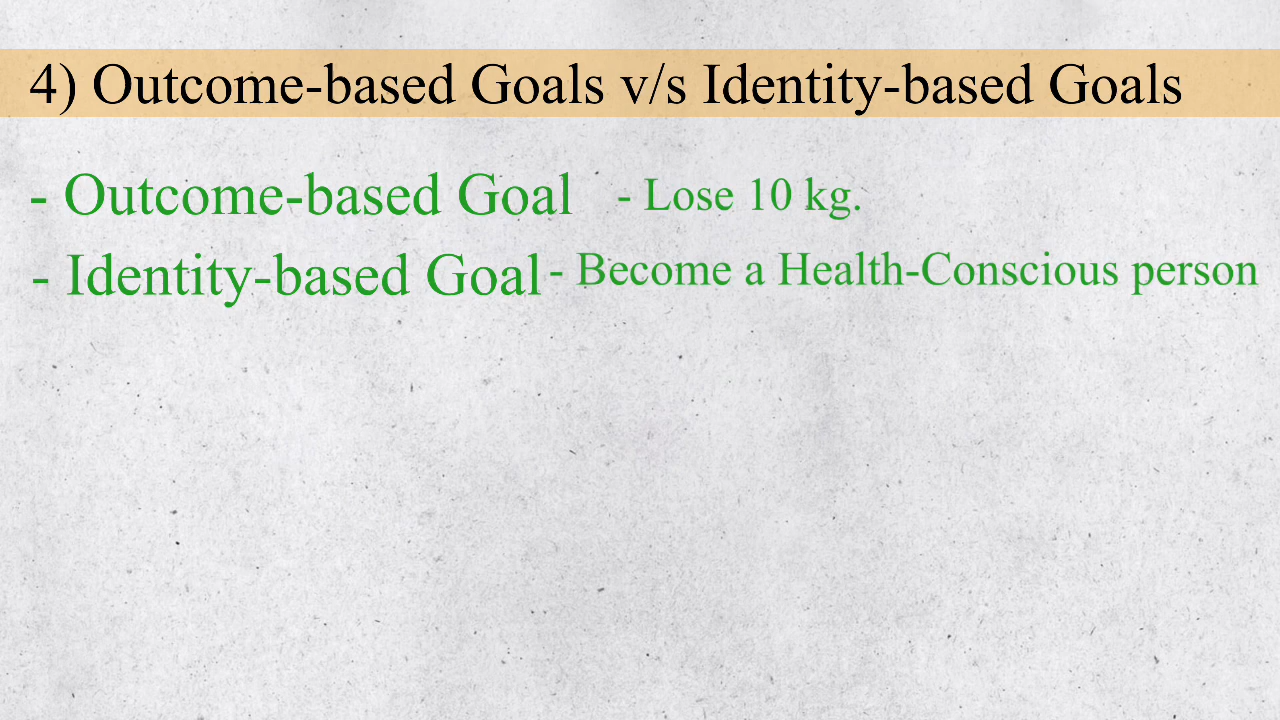 4) Outcome-based Goals v/s Identity-based Goals
- Outcome-based Goal - Lose 10 kg.
- Identity-based Goal - Become a Health-Conscious person